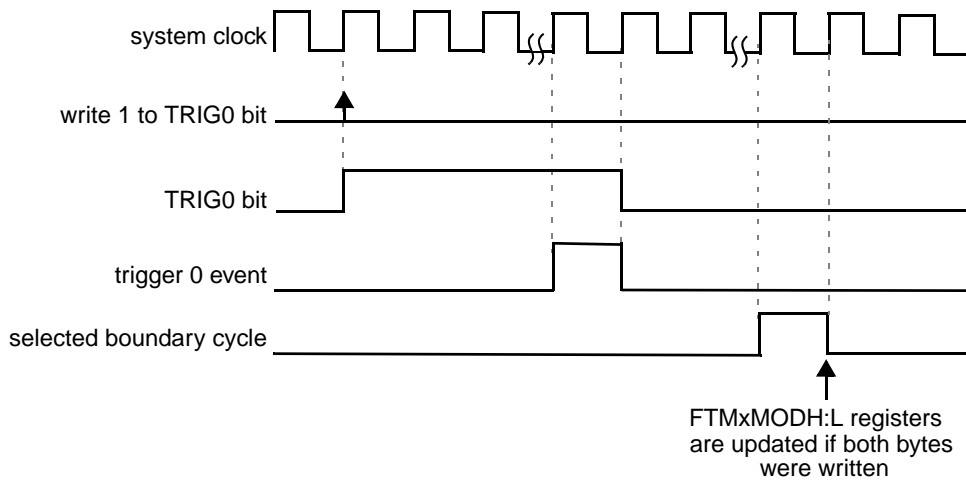 system clock
write 1 to TRIG0 bit
TRIG0 bit
trigger 0 event
selected boundary cycle
FTMxMODH:L registers
are updated if both bytes
were written